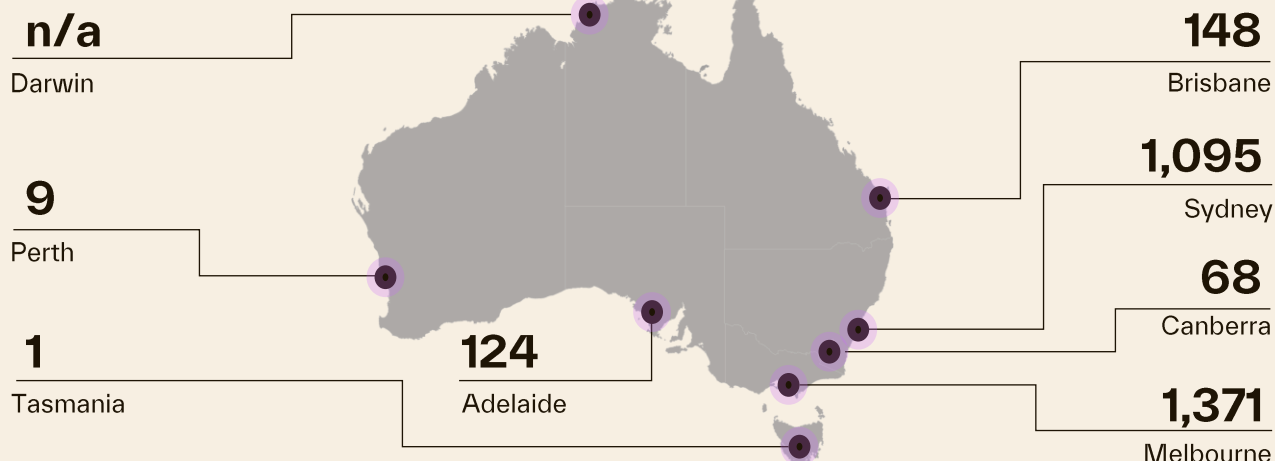 n/a
Darwin
9
Perth
1
Tasmania
124
Adelaide
148
Brisbane
1,095
Sydney
68
Canberra
1,371
Melbourne